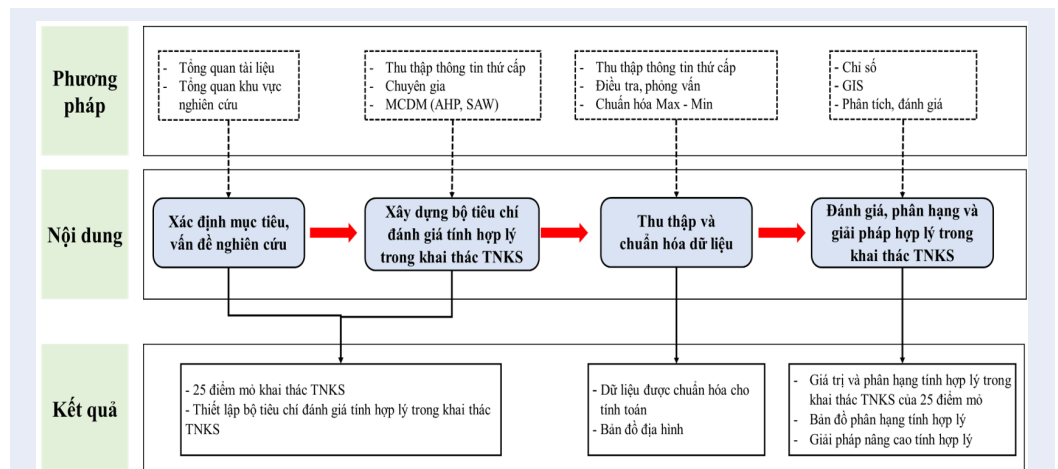 Phương
pháp
- Tổng quan tài liệu
- Tổng quan khu vực
nghiên cứu
- Thu thập thông tin thứ cấp
- Chuyên gia
- MCDM (AHP, SAW)
- Thu thập thông tin thứ cấp
- Điều tra, phỏng vấn
- Chuẩn hóa Max - Min
- Chỉ số
- GIS
- Phân tích, đánh giá
Nội dung
Xác định mục tiêu,
vấn đề nghiên cứu
Xây dựng bộ tiêu chí
đánh giá tính hợp lý
trong khai thác TNKS
Thu thập và
chuẩn hóa dữ liệu
Đánh giá, phân hạng và
giải pháp hợp lý trong
khai thác TNKS
Kết quả
- 25 điểm mỏ khai thác TNKS
- Thiết lập bộ tiêu chí đánh giá tính hợp lý trong khai thác
TNKS
- Dữ liệu được chuẩn hóa cho
tính toán
- Bản đồ địa hình
- Giá trị và phân hạng tính hợp lý trong
khai thác TNKS của 25 điểm mỏ
- Bản đồ phân hạng tính hợp lý
- Giải pháp nâng cao tính hợp lý